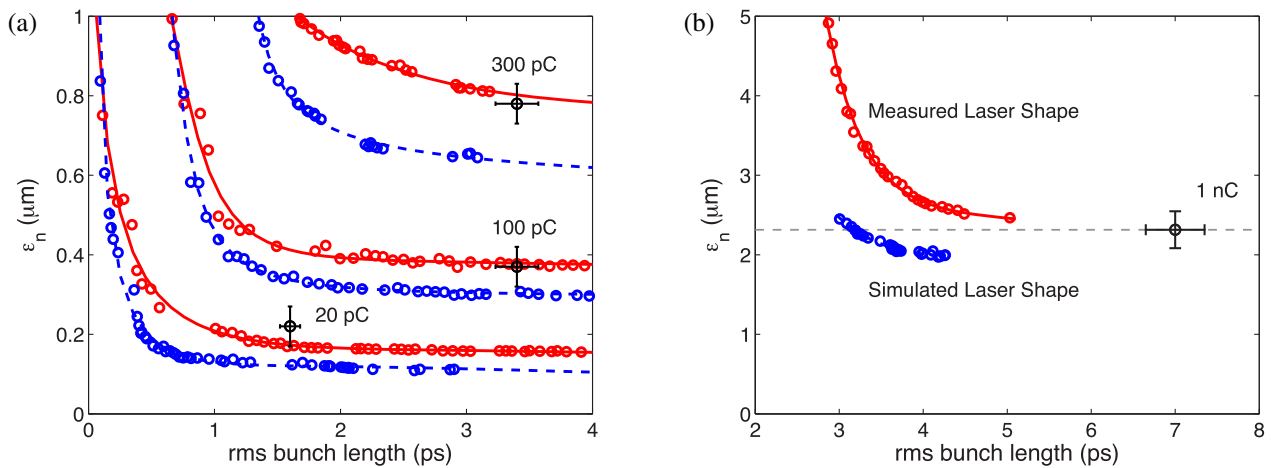 (a)
1
0.8
0.6
0.4
0.2
0
εn (μm)
300 pC
100 pC
20 pC
0 1 2 3 4
rms bunch length (ps)
(b)
5
4
3
2
1
0
εn (μm)
Measured Laser Shape
1 nC
Simulated Laser Shape
2 3 4 5 6 7 8
rms bunch length (ps)